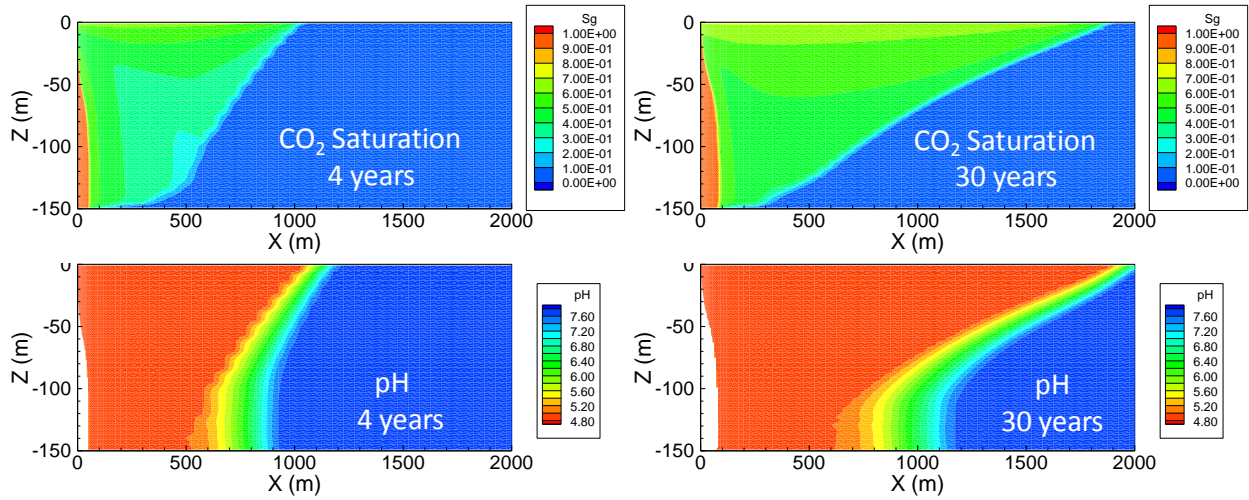 0
-50
-100
-150
Z (m)
0 500 1000 1500 2000
X (m)
CO₂ Saturation
4 years
Sg
1.00E+00
9.00E-01
8.00E-01
7.00E-01
6.00E-01
5.00E-01
4.00E-01
3.00E-01
2.00E-01
1.00E-01
0.00E+00
0
-50
-100
-150
Z (m)
0 500 1000 1500 2000
X (m)
CO₂ Saturation
30 years
Sg
1.00E+00
9.00E-01
8.00E-01
7.00E-01
6.00E-01
5.00E-01
4.00E-01
3.00E-01
2.00E-01
1.00E-01
0.00E+00
0
-50
-100
-150
Z (m)
0 500 1000 1500 2000
X (m)
pH
4 years
pH
7.60
7.20
6.80
6.40
6.00
5.60
5.20
4.80
0
-50
-100
-150
Z (m)
0 500 1000 1500 2000
X (m)
pH
30 years
pH
7.60
7.20
6.80
6.40
6.00
5.60
5.20
4.80